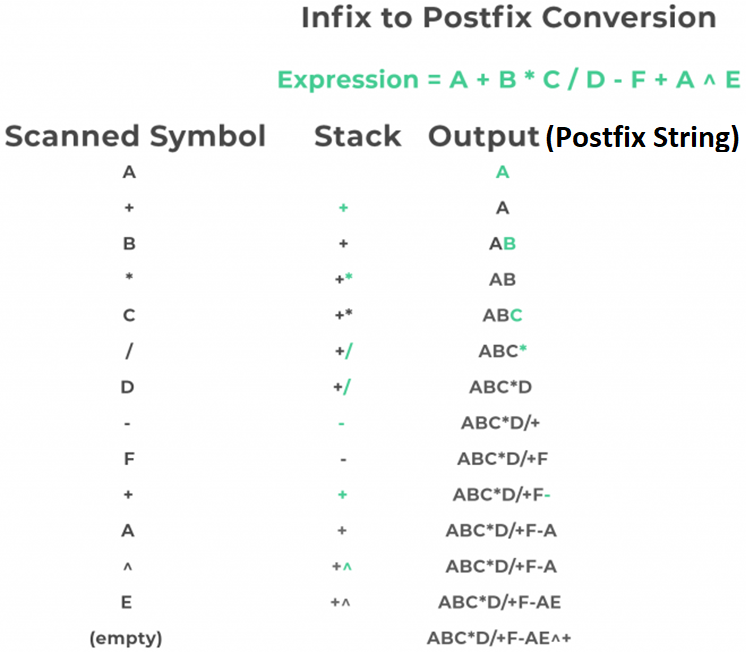 Infix to Postfix Conversion
Expression = A + B * C / D - F + A ^ E
Scanned Symbol Stack Output (Postfix String)
A A
+ + A
B + AB
* +* AB
C +* ABC
/ +/ ABC*
D +/ ABC*D
- - ABC*D/+
F - ABC*D/+F
+ + ABC*D/+F-
A + ABC*D/+F-A
^ +^ ABC*D/+F-A
E +^ ABC*D/+F-AE
(empty) ABC*D/+F-AE^+